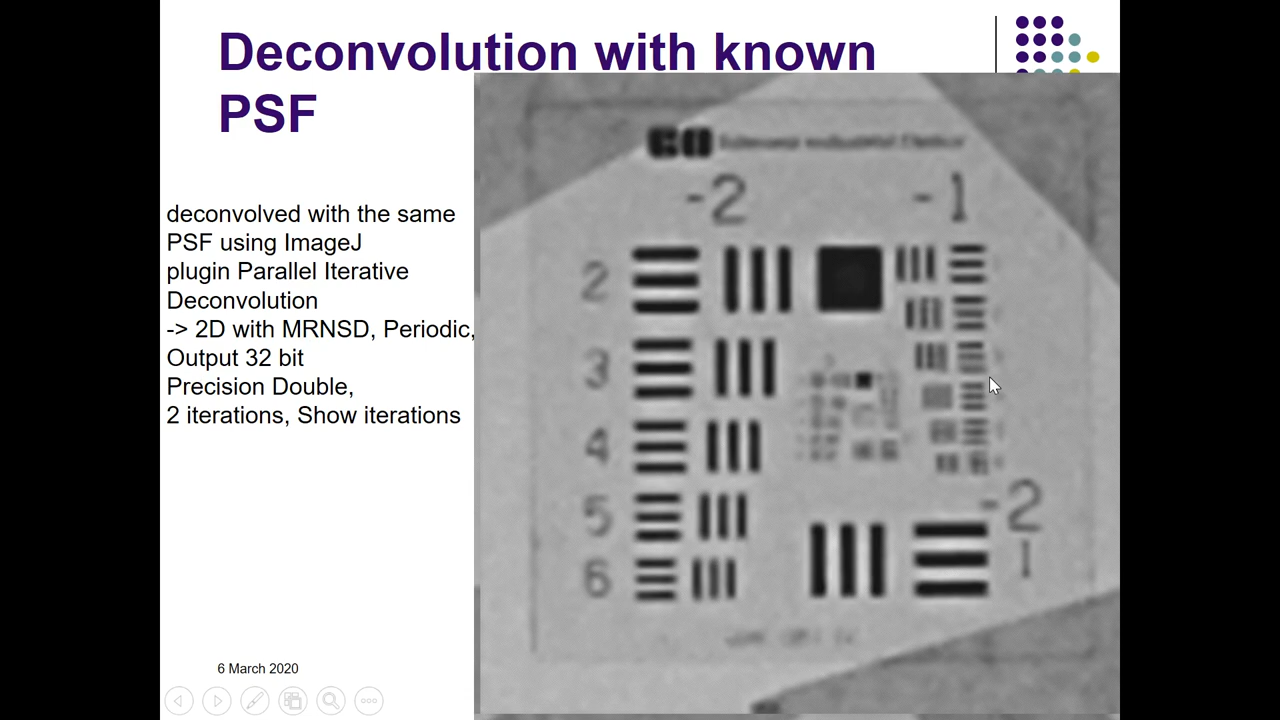 Deconvolution with known
PSF
deconvolved with the same
PSF using ImageJ
plugin Parallel Iterative
Deconvolution
-> 2D with MRNSD, Periodic,
Output 32 bit
Precision Double,
2 iterations, Show iterations
6 March 2020
-2
-1
2
3
4
5
6
-2
1